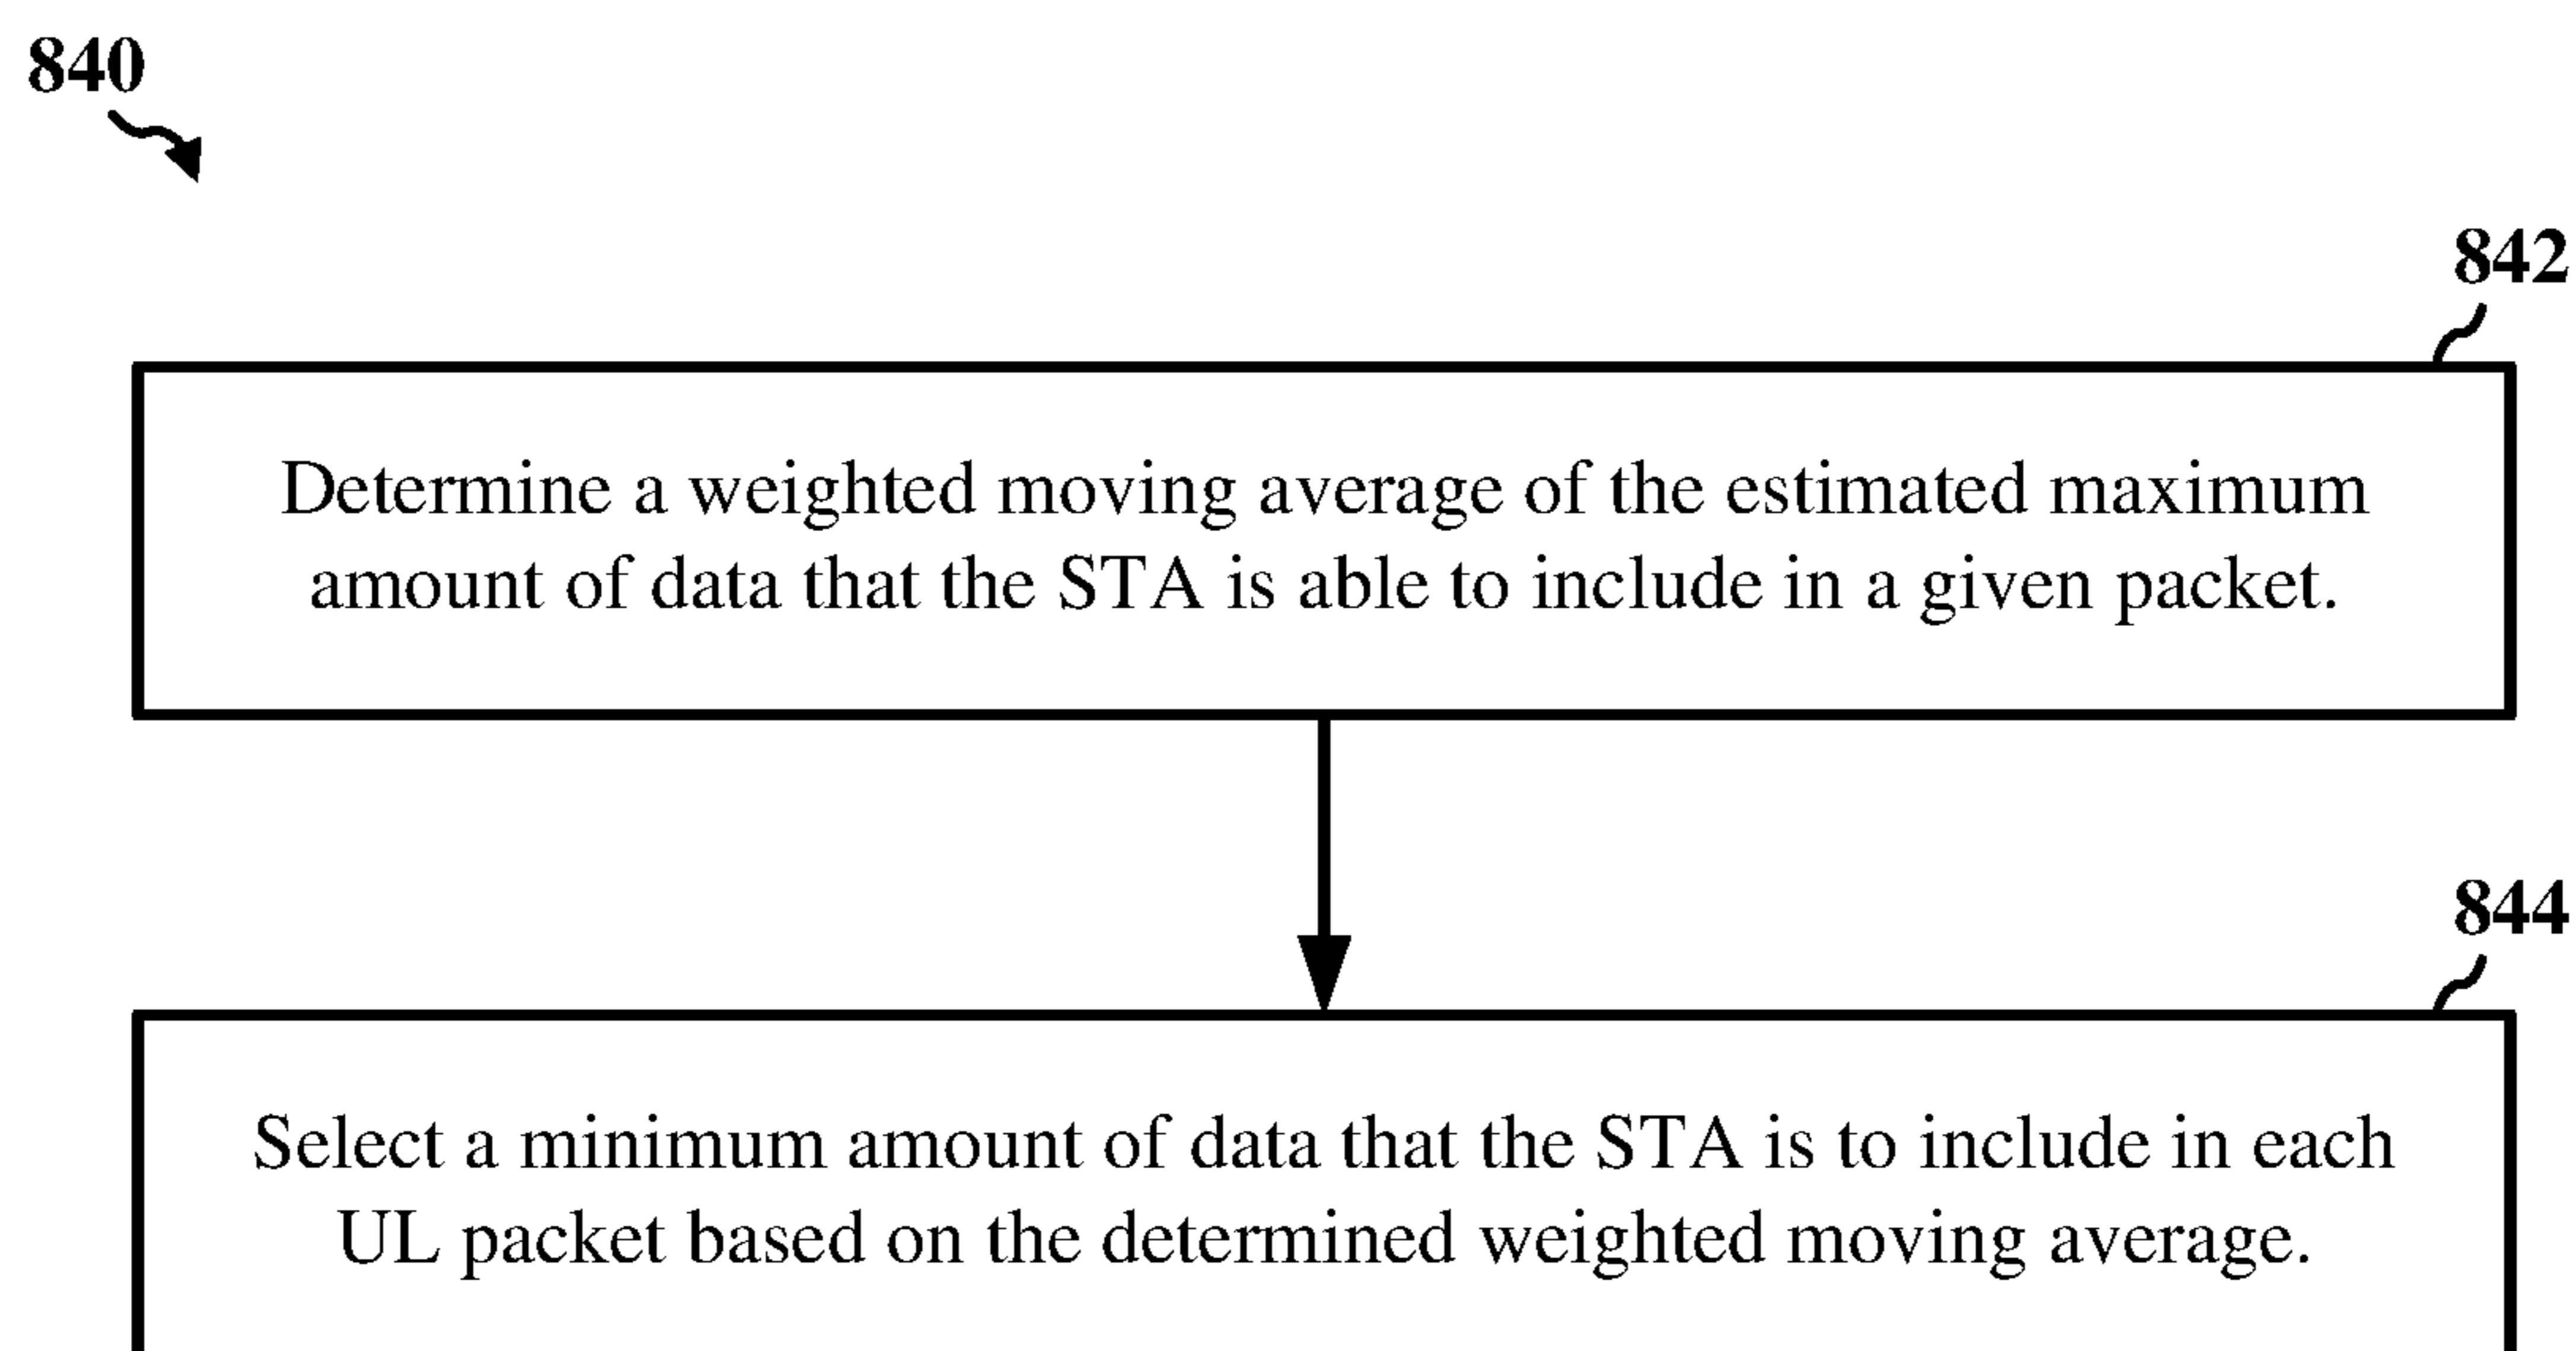 840
842
Determine a weighted moving average of the estimated maximum
amount of data that the STA is able to include in a given packet.
844
Select a minimum amount of data that the STA is to include in each
UL packet based on the determined weighted moving average.